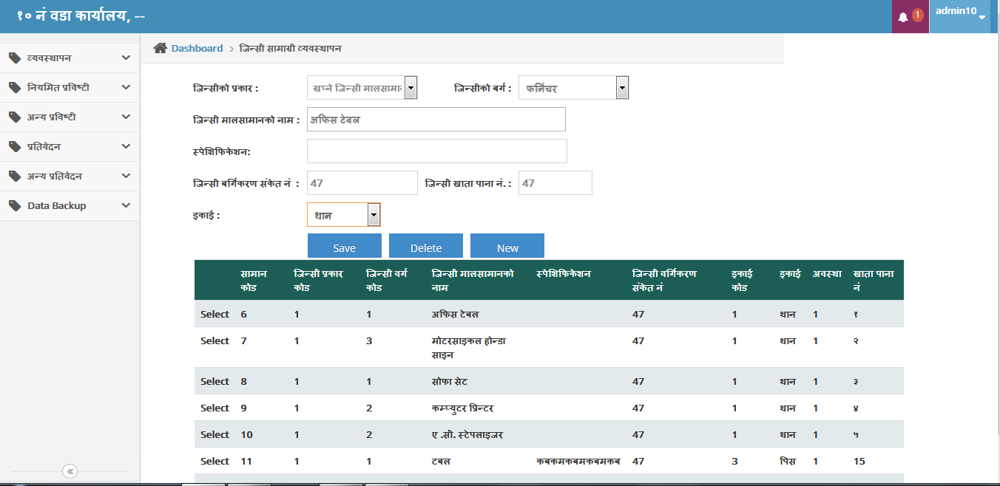 १० नं वडा कार्यालय, --
1
admin10
व्यवस्थापन
नियमित प्रविष्टी
अन्य प्रविष्टी
प्रतिवेदन
अन्य प्रतिवेदन
Data Backup
Dashboard > जिन्सी सामाग्री व्यवस्थापन
जिन्सीको प्रकार : खप्ने जिन्सी मालसामा जिन्सीको बर्ग : फर्निचर
जिन्सी मालसामानको नाम : अफिस टेबल
स्पेशिफिकेशन:
जिन्सी बर्गिकरण संकेत नं : 47 जिन्सी खाता पाना नं. : 47
इकाई : थान
Save Delete New
सामान जिन्सी प्रकार जिन्सी वर्ग जिन्सी मालसामानको स्पेशिफिकेशन जिन्सी वर्गिकरण इकाई इकाई अवस्था खाता पाना
कोड कोड कोड नाम संकेत नं कोड नं
Select 6 1 1 अफिस टेबल 47 1 थान 1 १
Select 7 1 3 मोटरसाइकल होन्डा 47 1 थान 1 २
साइन
Select 8 1 1 सोफा सेट 47 1 थान 1 ३
Select 9 1 2 कम्प्युटर प्रिन्टर 47 1 थान 1 ४
Select 10 1 2 ए .सी. स्टेपलाइजर 47 1 थान 1 ५
Select 11 1 1 टबल कबकमकबमकबमकब 47 3 पिस 1 15